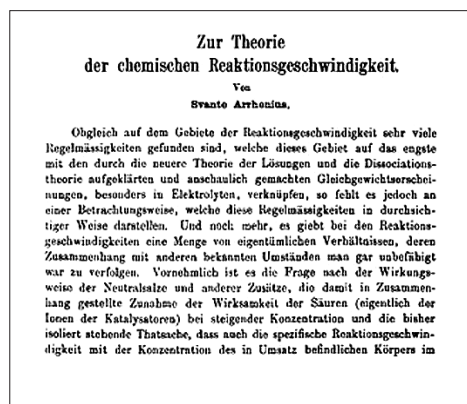 Zur Theorie
der chemischen Reaktionsgeschwindigkeit.
Von
Svante Arrhenius.
Obgleich auf dem Gebiete der Reaktionsgeschwindigkeit sehr viele
Regelmässigkeiten gefunden sind, welche dieses Gebiet auf das engste
mit den durch die neuere Theorie der Lösungen und die Dissociations-
theorie aufgeklärten und anschaulich gemachten Gleichgewichtserschei-
nungen, besonders in Elektrolyten, verknüpfen, so fehlt es jedoch an
einer Betrachtungsweise, welche diese Regelmässigkeiten in durchsich-
tiger Weise darstellen. Und noch mehr, es giebt bei den Reaktions-
geschwindigkeiten eine Menge von eigentümlichen Verhältnissen, deren
Zusammenhang mit anderen bekannten Umständen man gar unbefähigt
war zu verfolgen. Vornehmlich ist es die Frage nach der Wirkungs-
weise der Neutralsalze und anderer Zusätze, die damit in Zusammen-
hang gestellte Zunahme der Wirksamkeit der Säuren (eigentlich der
Ionen der Katalysatoren) bei steigender Konzentration und die bisher
isoliert stehende Thatsache, dass auch die spezifische Reaktionsgeschwin-
digkeit mit der Konzentration des in Umsatz befindlichen Körpers im